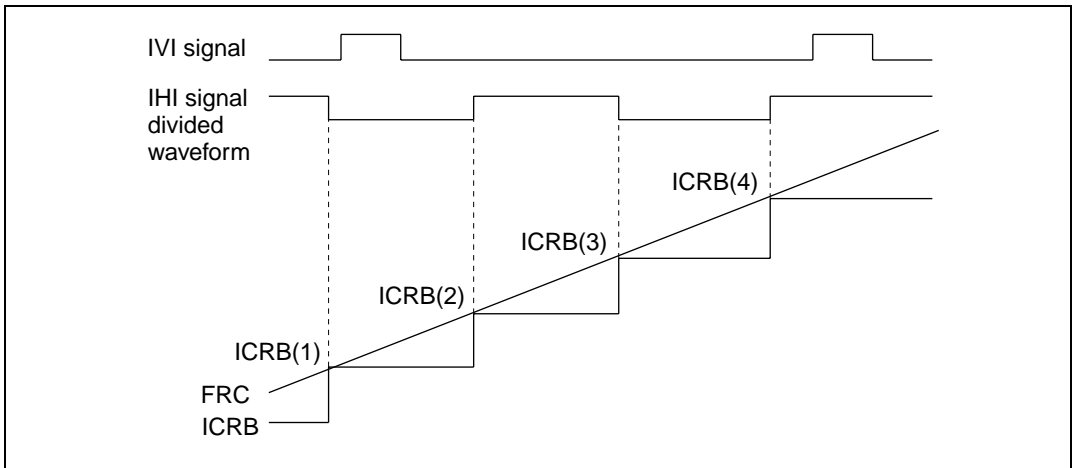 IVI signal
IHI signal
divided
waveform
ICRB(4)
ICRB(3)
ICRB(2)
ICRB(1)
FRC
ICRB